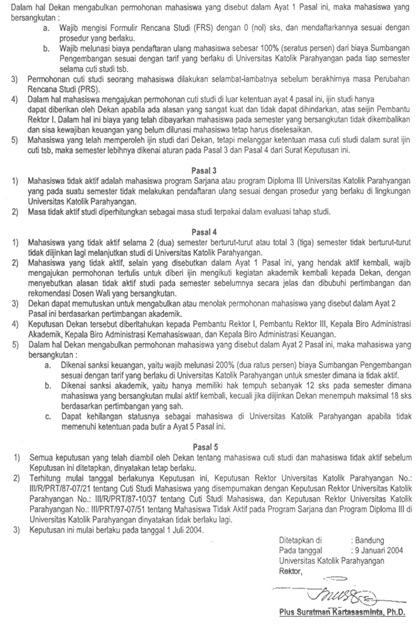 Dalam hal Dekan mengabulkan permohonan mahasiswa yang disebut dalam Ayat 1 Pasal ini, maka mahasiswa yang
bersangkutan :
a. Wajib mengisi Formulir Rencana Studi (FRS) dengan 0 (nol) sks, dan mendaftarkannya sesuai dengan
prosedur yang berlaku.
b. Wajib melunasi biaya pendaftaran ulang mahasiswa sebesar 100% (seratus persen) dari biaya Sumbangan
Pengembangan sesuai dengan tarif yang berlaku di Universitas Katolik Parahyangan pada tiap semester
selama cuti studi tsb.
3) Permohonan cuti studi seorang mahasiswa dilakukan selambat-lambatnya sebelum berakhirnya masa Perubahan
Rencana Studi (PRS).
4) Dalam hal mahasiswa mengajukan permohonan cuti studi di luar ketentuan ayat 4 pasal ini, ijin studi hanya
dapat diberikan oleh Dekan apabila ada alasan yang sangat kuat dan tidak dapat dihindarkan, atas seijin Pembantu
Rektor I. Dalam hal ini biaya yang telah dibayarkan mahasiswa pada semester yang bersangkutan tidak dikembalikan
dan sisa kewajiban keuangan yang belum dilunasi mahasiswa tetap harus diselesaikan.
5) Mahasiswa yang telah memperoleh ijin studi dari Dekan, tetapi melanggar ketentuan masa cuti studi dalam surat ijin
cuti tsb, maka semester lebihnya dikenai aturan pada Pasal 3 dan Pasal 4 dari Surat Keputusan ini.
Pasal 3
1) Mahasiswa tidak aktif adalah mahasiswa program Sarjana atau program Diploma III Universitas Katolik Parahyangan
yang pada suatu semester tidak melakukan pendaftaran ulang sesuai dengan prosedur yang berlaku di lingkungan
Universitas Katolik Parahyangan.
2) Masa tidak aktif studi diperhitungkan sebagai masa studi terpakai dalam evaluasi tahap studi.
Pasal 4
1) Mahasiswa yang tidak aktif selama 2 (dua) semester berturut-turut atau total 3 (tiga) semester tidak berturut-turut
tidak diijinkan lagi melanjutkan studi di Universitas Katolik Parahyangan.
2) Mahasiswa yang tidak aktif, selain yang disebutkan dalam Ayat 1 Pasal ini, yang hendak aktif kembali, wajib
mengajukan permohonan tertulis untuk diberi ijin mengikuti kegiatan akademik kembali kepada Dekan, dengan
menyebutkan alasan tidak aktif studi pada semester sebelumnya secara jelas dan dibubuhi pertimbangan dan
rekomendasi Dosen Wali yang bersangkutan.
3) Dekan dapat memutuskan untuk mengabulkan atau menolak permohonan mahasiswa yang disebut dalam Ayat 2
Pasal ini berdasarkan pertimbangan akademik.
4) Keputusan Dekan tersebut diberitahukan kepada Pembantu Rektor I, Pembantu Rektor III, Kepala Biro Administrasi
Akademik, Kepala Biro Administrasi Kemahasiswaan, dan Kepala Biro Administrasi Keuangan.
5) Dalam hal Dekan mengabulkan permohonan mahasiswa yang disebut dalam Ayat 2 Pasal ini, maka mahasiswa yang
bersangkutan :
a. Dikenai sanksi keuangan, yaitu wajib melunasi 200% (dua ratus persen) biaya Sumbangan Pengembangan
sesuai dengan tarif yang berlaku di Universitas Katolik Parahyangan untuk smester dimana ia tidak aktif.
b. Dikenai sanksi akademik, yaitu hanya memiliki hak tempuh sebanyak 12 sks pada semester dimana
mahasiswa yang bersangkutan mulai aktif kembali, kecuali jika diijinkan Dekan menempuh maksimal 18 sks
berdasarkan pertimbangan yang sah.
c. Dapat kehilangan statusnya sebagai mahasiswa di Universitas Katolik Parahyangan apabila tidak
memenuhi ketentuan pada butir a Ayat 5 Pasal ini.
Pasal 5
1) Semua keputusan yang telah diambil oleh Dekan tentang mahasiswa cuti studi dan mahasiswa tidak aktif sebelum
Keputusan ini ditetapkan, dinyatakan tetap berlaku.
2) Terhitung mulai tanggal berlakunya Keputusan ini, Keputusan Rektor Universitas Katolik Parahyangan No.:
III/R/PRT/87-07/21 tentang Cuti Studi Mahasiswa yang disempumakan dengan Keputusan Rektor Universitas Katolik
Parahyangan No.: III/R/PRT/87-10/37 tentang Cuti Studi Mahasiswa, dan Keputusan Rektor Universitas Katolik
Parahyangan No.: III/PRT/97-07/51 tentang Mahasiswa Tidak Aktif pada Program Sarjana dan Program Diploma III di
Universitas Katolik Parahyangan dinyatakan tidak berlaku lagi.
3) Keputusan ini mulai berlaku pada tanggal 1 Juli 2004.
Ditetapkan di : Bandung
Pada tanggal : 9 Januari 2004
Universitas Katolik Parahyangan
Rektor,
Pius Suratman Kartasasminta, Ph.D.